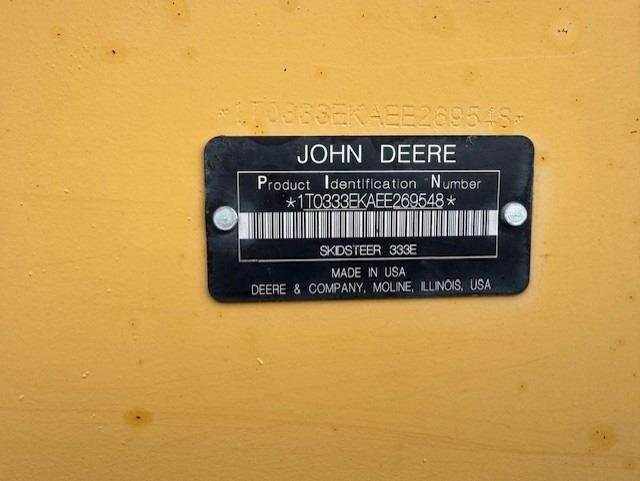 *1T0333EKAEE269548*
JOHN DEERE
Product Identification Number
*1T0333EKAEE269548*
SKIDSTEER 333E
MADE IN USA
DEERE & COMPANY, MOLINE, ILLINOIS, USA